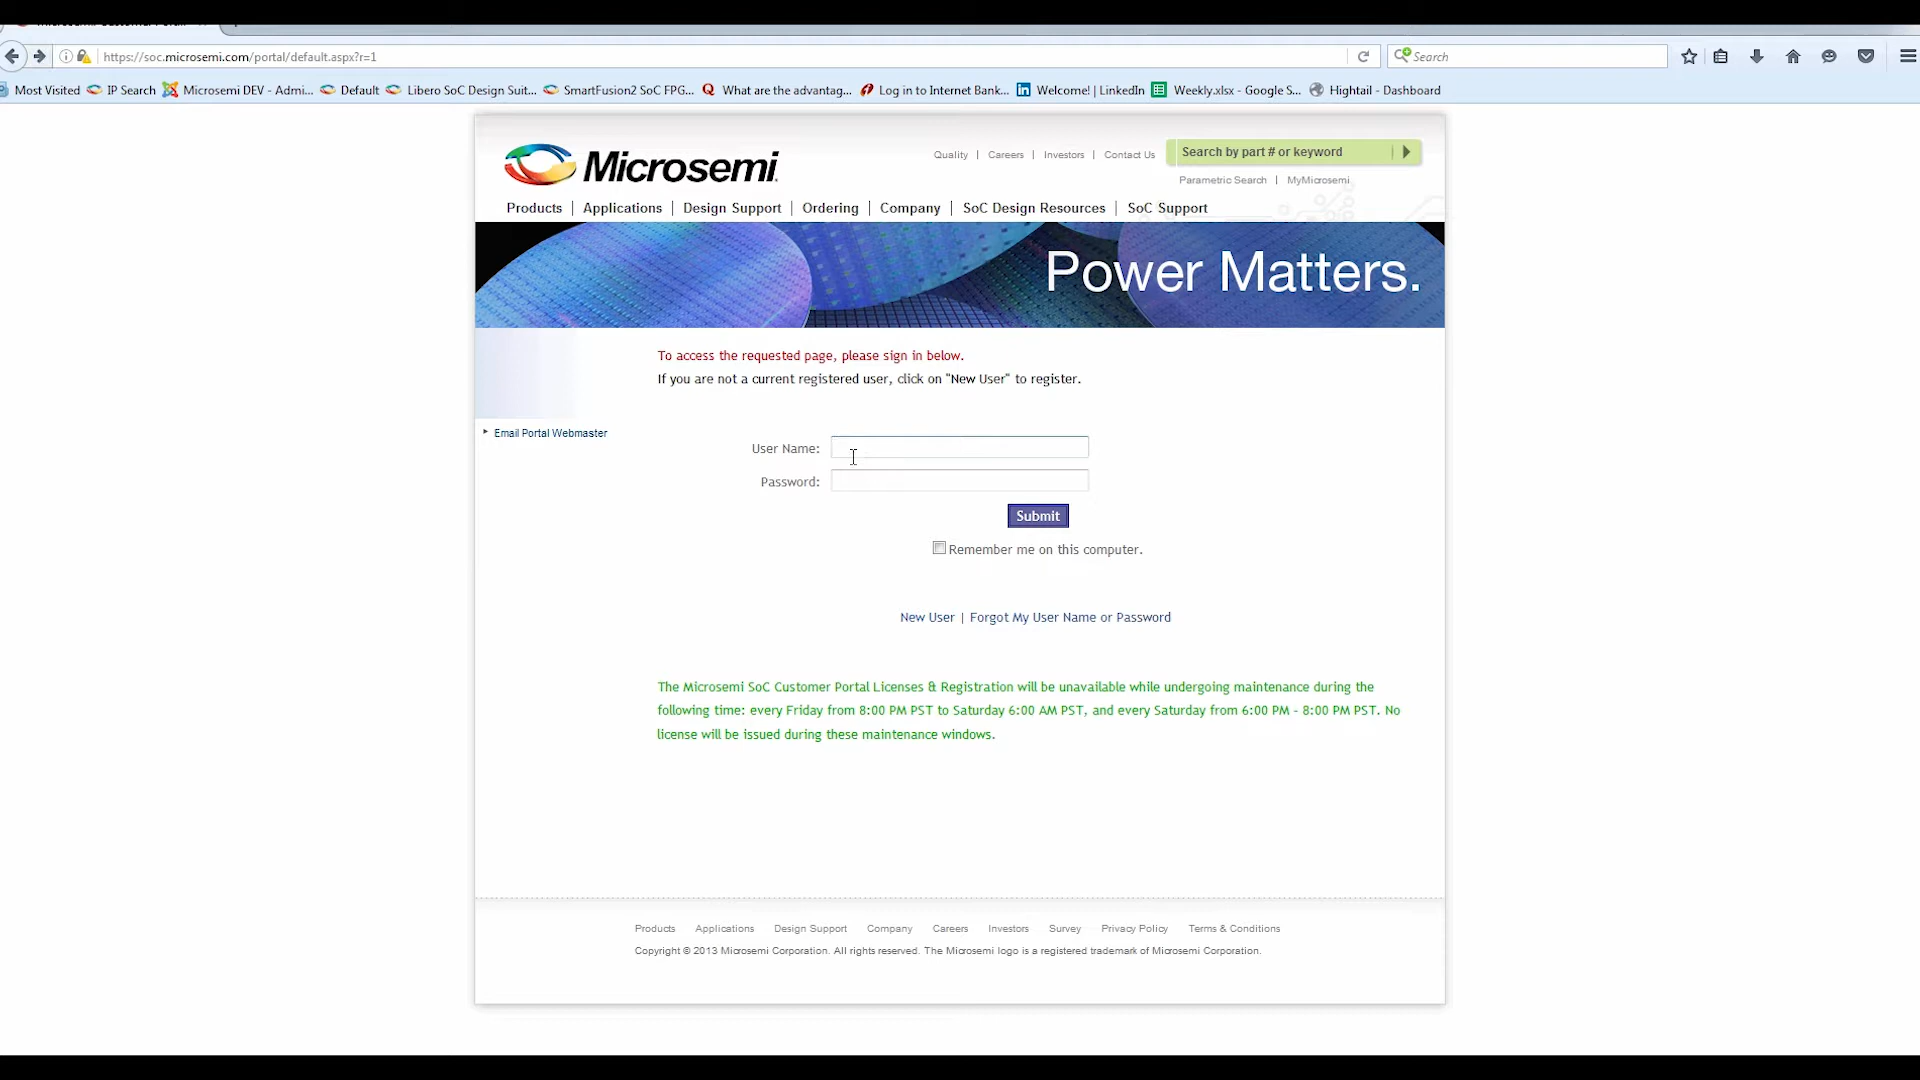 https://soc.microsemi.com/portal/default.aspx?r=1
Search
Most Visited IP Search Microsemi DEV - Admi... Default Libero SoC Design Suit... SmartFusion2 SoC FPG... What are the advantag... Log in to Internet Bank... Welcome! | LinkedIn Weekly.xlsx - Google S... Hightail - Dashboard
Microsemi
Quality | Careers | Investors | Contact Us
Search by part # or keyword
Parametric Search | MyMicrosemi
Products | Applications | Design Support | Ordering | Company | SoC Design Resources | SoC Support
Power Matters.
To access the requested page, please sign in below.
If you are not a current registered user, click on "New User" to register.
Email Portal Webmaster
User Name:
Password:
Submit
Remember me on this computer.
New User | Forgot My User Name or Password
The Microsemi SoC Customer Portal Licenses & Registration will be unavailable while undergoing maintenance during the
following time: every Friday from 8:00 PM PST to Saturday 6:00 AM PST, and every Saturday from 6:00 PM - 8:00 PM PST. No
license will be issued during these maintenance windows.
Products Applications Design Support Company Careers Investors Survey Privacy Policy Terms & Conditions
Copyright © 2013 Microsemi Corporation. All rights reserved. The Microsemi logo is a registered trademark of Microsemi Corporation.